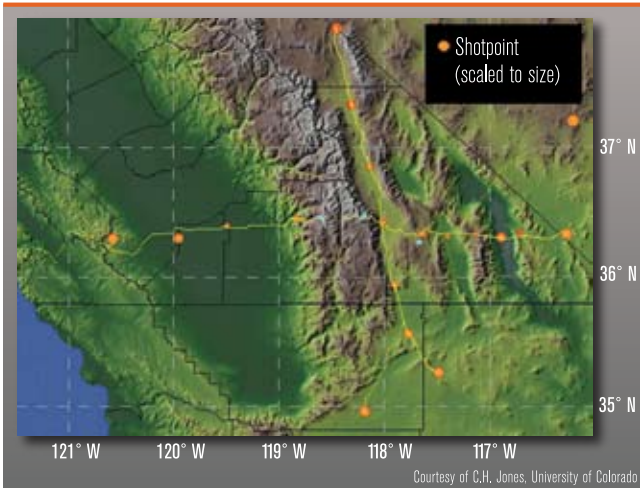 Shotpoint
(scaled to size)
37° N
36° N
35° N
121° W 120° W 119° W 118° W 117° W
Courtesy of C.H. Jones, University of Colorado